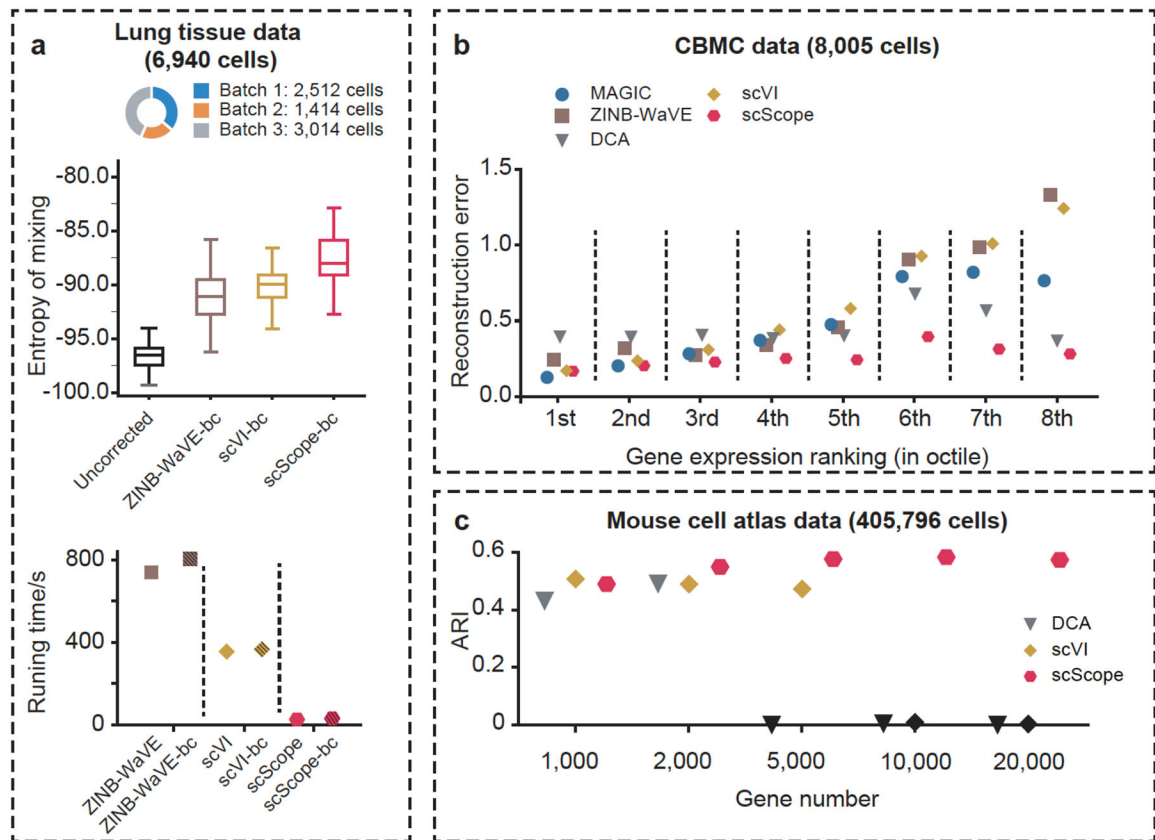 a
Lung tissue data
(6,940 cells)
Batch 1: 2,512 cells
Batch 2: 1,414 cells
Batch 3: 3,014 cells
Entropy of mixing
-80.0
-85.0
-90.0
-95.0
-100.0
Uncorrected
ZINB-WaVE-bc
scVI-bc
scScope-bc
Runing time/s
800
400
0
ZINB-WaVE
ZINB-WaVE-bc
scVI
scVI-bc
scScope
scScope-bc
b
CBMC data (8,005 cells)
MAGIC
ZINB-WaVE
DCA
scVI
scScope
Reconstruction error
1.5
1.0
0.5
0.0
1st 2nd 3rd 4th 5th 6th 7th 8th
Gene expression ranking (in octile)
c
Mouse cell atlas data (405,796 cells)
ARI
0.6
0.4
0.2
0
DCA
scVI
scScope
1,000 2,000 5,000 10,000 20,000
Gene number